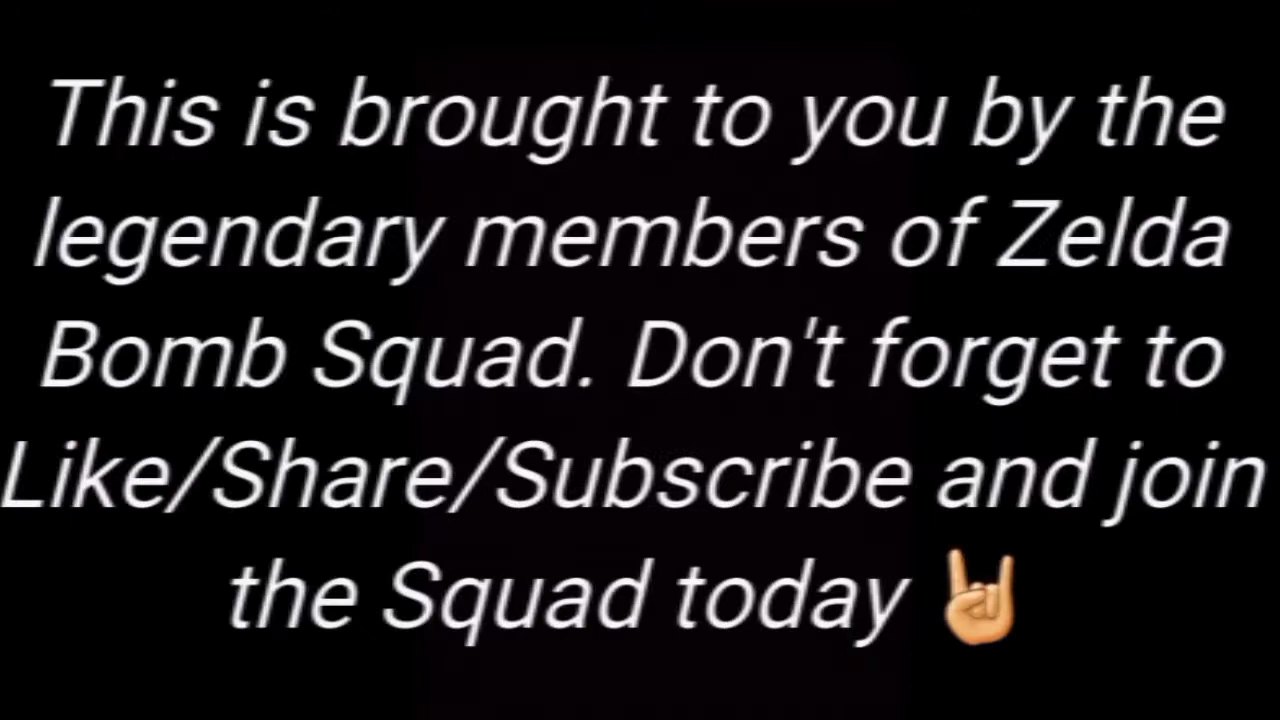 This is brought to you by the
legendary members of Zelda
Bomb Squad. Don't forget to
Like/Share/Subscribe and join
the Squad today 🤘